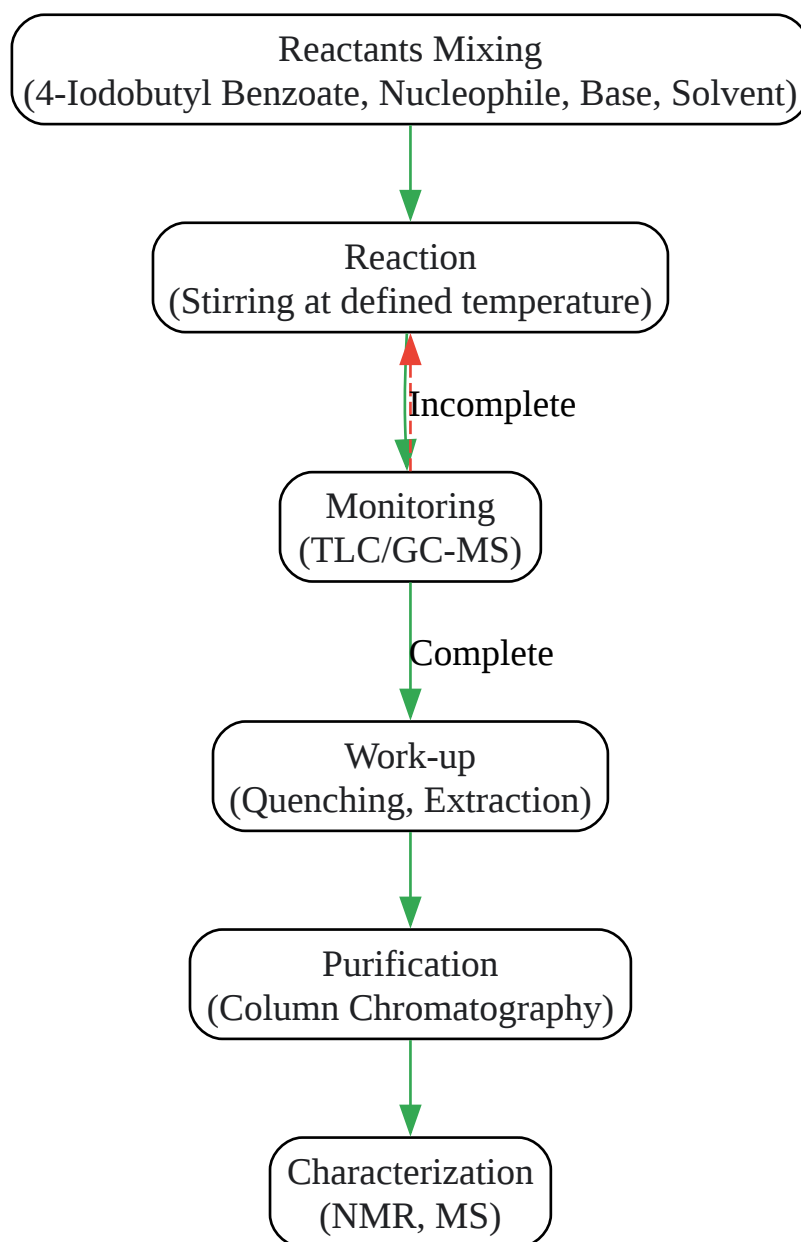 Reactants Mixing
(4-Iodobutyl Benzoate, Nucleophile, Base, Solvent)
Reaction
(Stirring at defined temperature)
Incomplete
Monitoring
(TLC/GC-MS)
Complete
Work-up
(Quenching, Extraction)
Purification
(Column Chromatography)
Characterization
(NMR, MS)